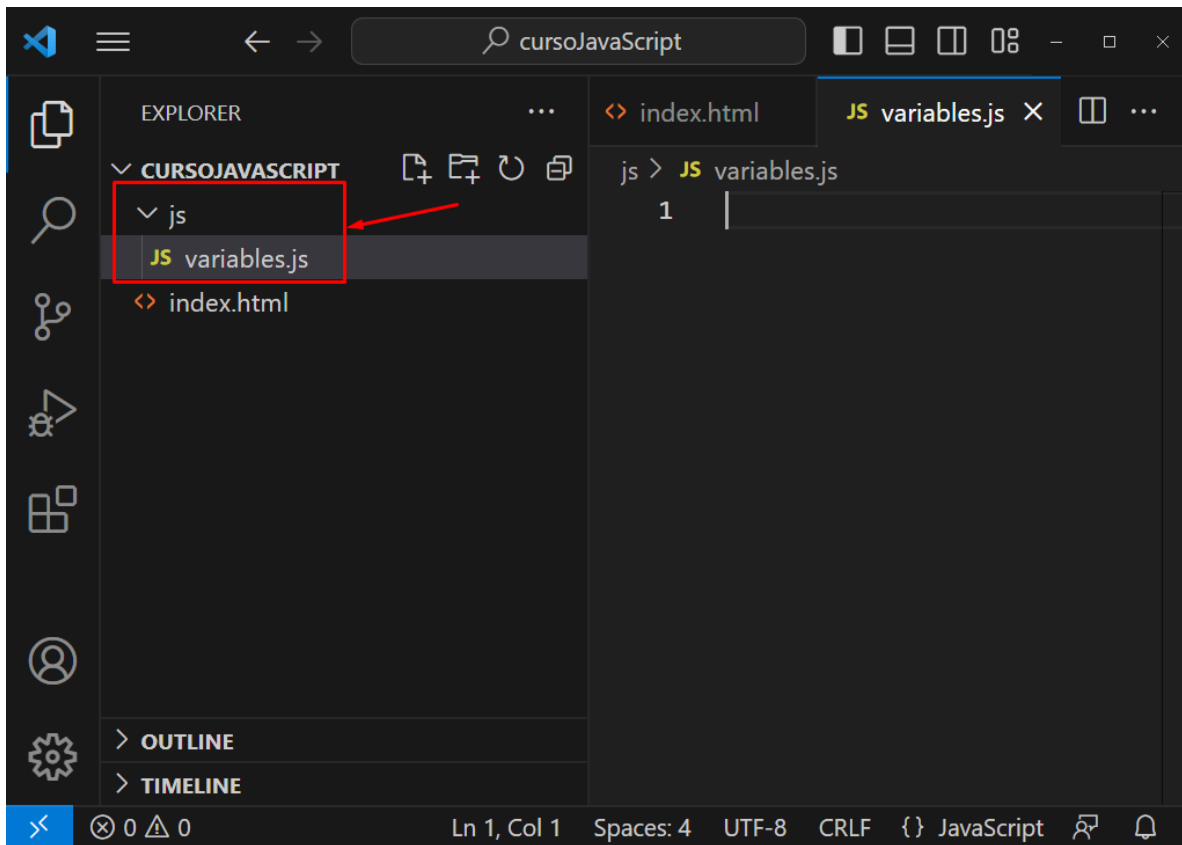 cursoJavaScript
EXPLORER
index.html
JS variables.js
CURSOJAVASCRIPT
js > JS variables.js
js
1
JS variables.js
index.html
OUTLINE
TIMELINE
0 0 Ln 1, Col 1 Spaces: 4 UTF-8 CRLF {} JavaScript